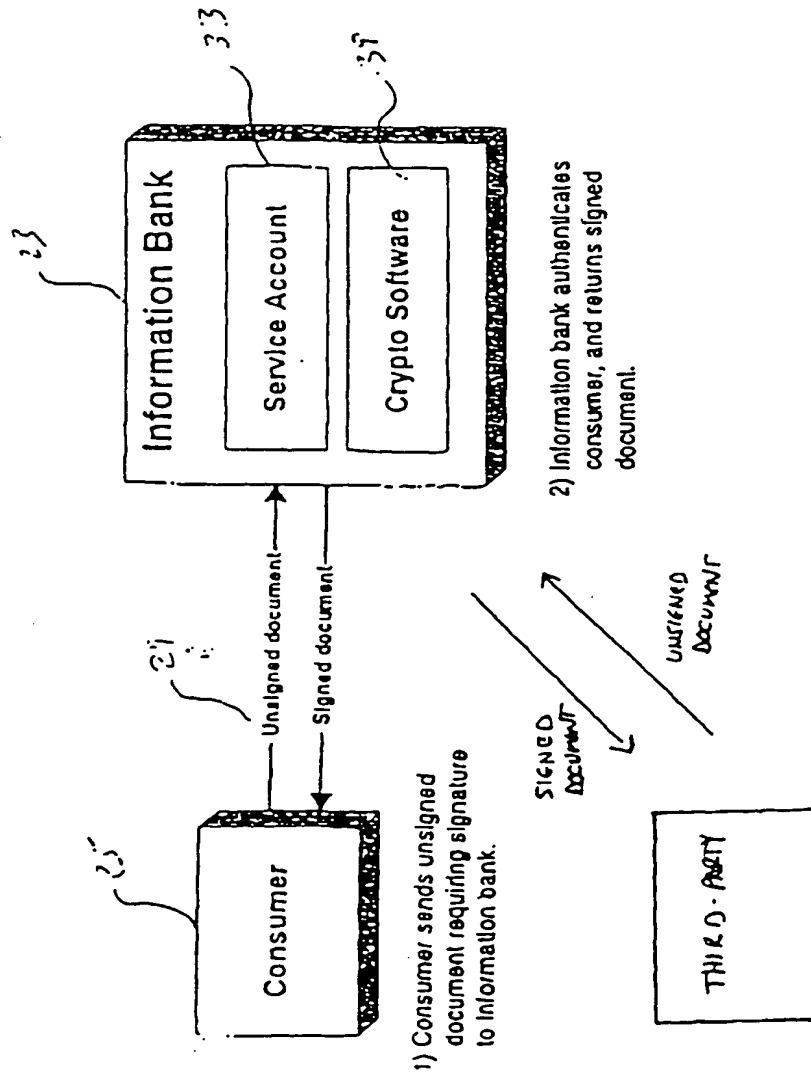 23
Information Bank
33
Service Account
Crypto Software
Unsigned document
Signed document
25
Consumer
1) Consumer sends unsigned
document requiring signature
to Information bank.
2) Information bank authenticates
consumer, and returns signed
document.
SIGNED
DOCUMENT
UNSIGNED
DOCUMENT
THIRD-PARTY